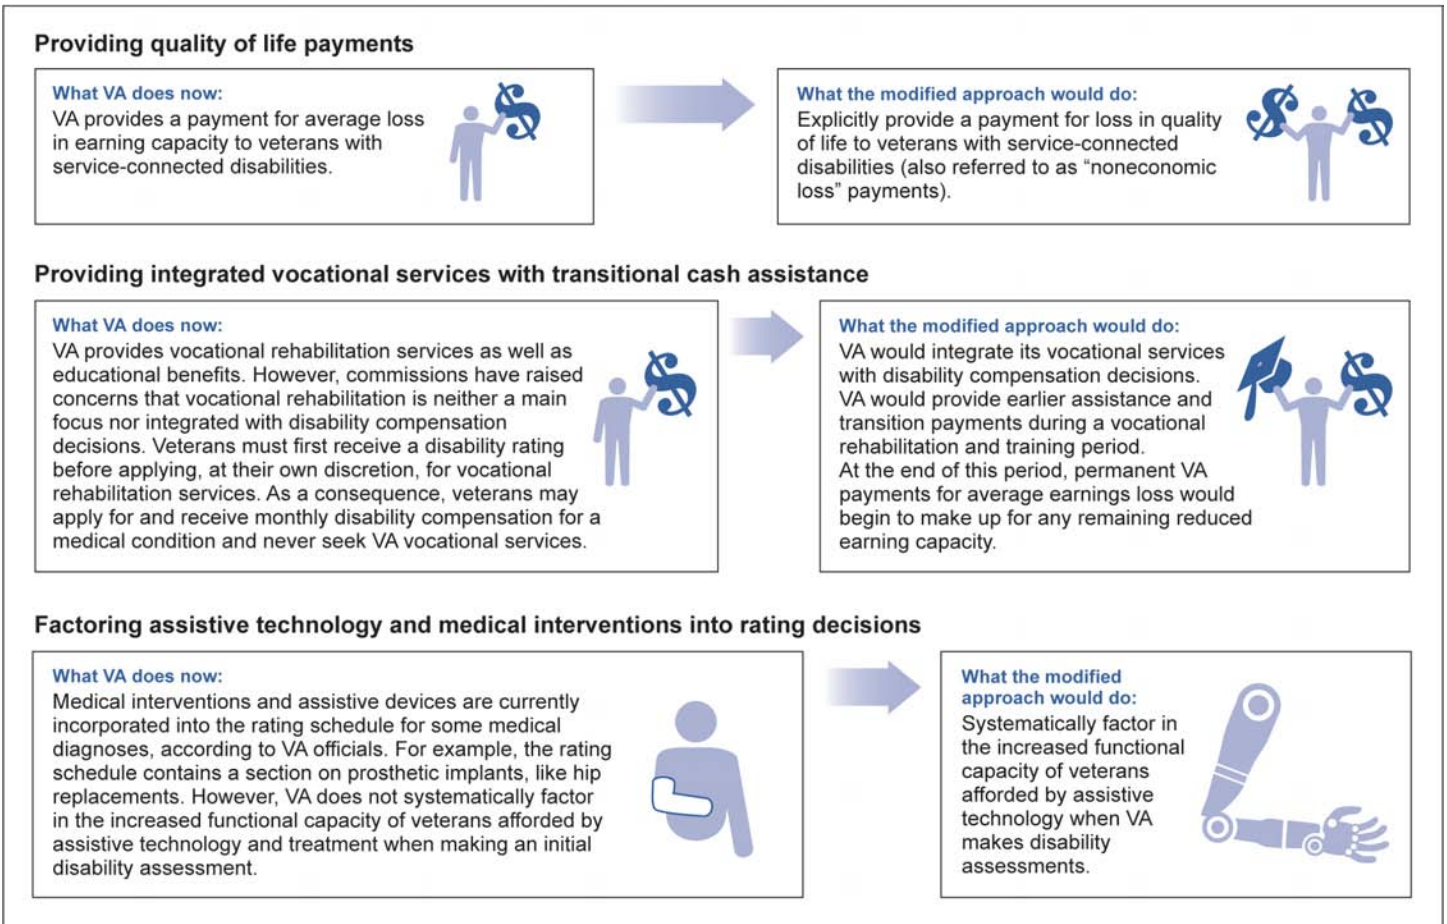 Providing quality of life payments
What VA does now:
VA provides a payment for average loss
in earning capacity to veterans with
service-connected disabilities.
What the modified approach would do:
Explicitly provide a payment for loss in quality
of life to veterans with service-connected
disabilities (also referred to as “noneconomic
loss” payments).
Providing integrated vocational services with transitional cash assistance
What VA does now:
VA provides vocational rehabilitation services as well as
educational benefits. However, commissions have raised
concerns that vocational rehabilitation is neither a main
focus nor integrated with disability compensation
decisions. Veterans must first receive a disability rating
before applying, at their own discretion, for vocational
rehabilitation services. As a consequence, veterans may
apply for and receive monthly disability compensation for a
medical condition and never seek VA vocational services.
What the modified approach would do:
VA would integrate its vocational services
with disability compensation decisions.
VA would provide earlier assistance and
transition payments during a vocational
rehabilitation and training period.
At the end of this period, permanent VA
payments for average earnings loss would
begin to make up for any remaining reduced
earning capacity.
Factoring assistive technology and medical interventions into rating decisions
What VA does now:
Medical interventions and assistive devices are currently
incorporated into the rating schedule for some medical
diagnoses, according to VA officials. For example, the rating
schedule contains a section on prosthetic implants, like hip
replacements. However, VA does not systematically factor
in the increased functional capacity of veterans afforded by
assistive technology and treatment when making an initial
disability assessment.
What the modified
approach would do:
Systematically factor in
the increased functional
capacity of veterans
afforded by assistive
technology when VA
makes disability
assessments.